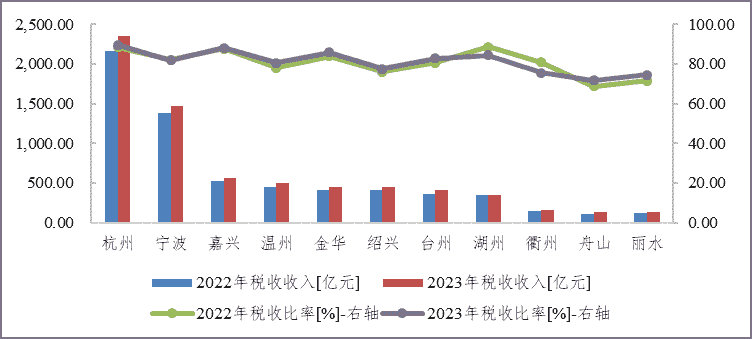 2,500.00 100.00
2,000.00 80.00
1,500.00 60.00
1,000.00 40.00
500.00 20.00
0.00 0.00
杭州 宁波 嘉兴 温州 金华 绍兴 台州 湖州 衢州 舟山 丽水
2022年税收收入[亿元] 2023年税收收入[亿元]
2022年税收比率[%]-右轴 2023年税收比率[%]-右轴